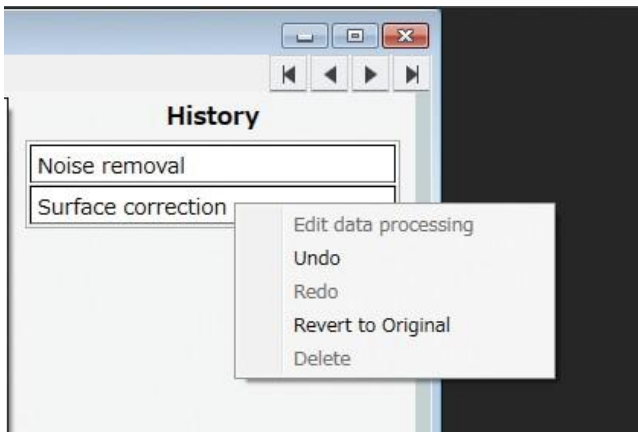 History
Noise removal
Surface correction
Edit data processing
Undo
Redo
Revert to Original
Delete